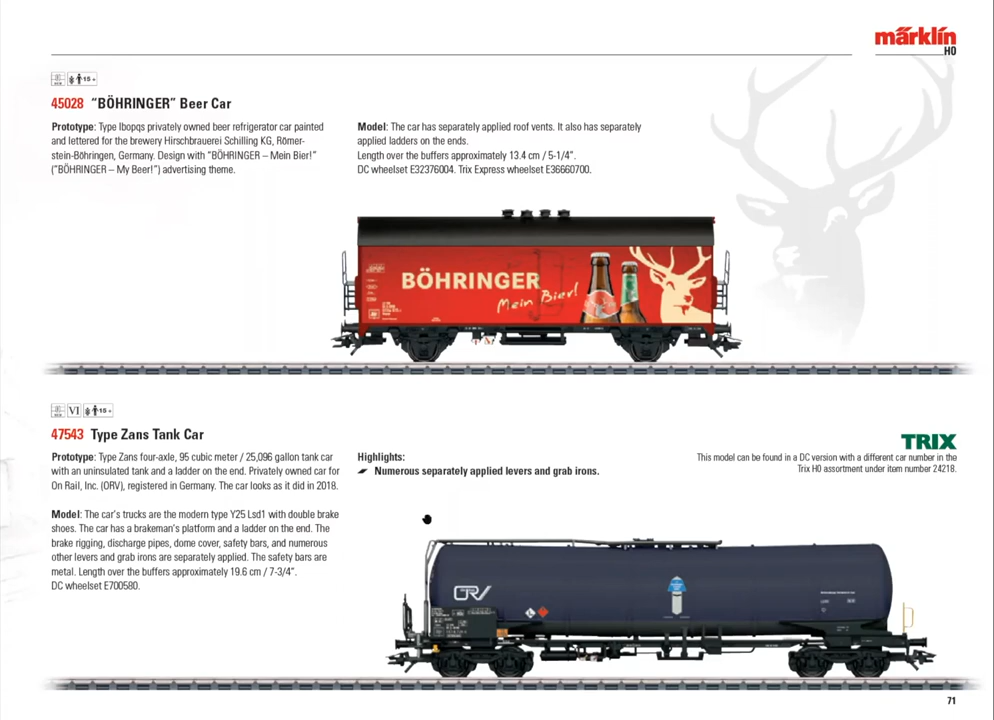 märklín
H0
15 +
45028 "BÖHRINGER" Beer Car
Prototype: Type Ibopqs privately owned beer refrigerator car painted
and lettered for the brewery Hirschbrauerei Schilling KG, Römer-
stein-Böhringen, Germany. Design with "BÖHRINGER – Mein Bier!"
("BÖHRINGER – My Beer!") advertising theme.
Model: The car has separately applied roof vents. It also has separately
applied ladders on the ends.
Length over the buffers approximately 13.4 cm / 5-1/4".
DC wheelset E32376004. Trix Express wheelset E36660700.
BÖHRINGER
Mein Bier!
VI 15 +
47543 Type Zans Tank Car
Prototype: Type Zans four-axle, 95 cubic meter / 25,096 gallon tank car
with an uninsulated tank and a ladder on the end. Privately owned car for
On Rail, Inc. (ORV), registered in Germany. The car looks as it did in 2018.
Model: The car's trucks are the modern type Y25 Lsd1 with double brake
shoes. The car has a brakeman's platform and a ladder on the end. The
brake rigging, discharge pipes, dome cover, safety bars, and numerous
other levers and grab irons are separately applied. The safety bars are
metal. Length over the buffers approximately 19.6 cm / 7-3/4".
DC wheelset E700580.
Highlights:
Numerous separately applied levers and grab irons.
TRIX
This model can be found in a DC version with a different car number in the
Trix H0 assortment under item number 24218.
ORV
71